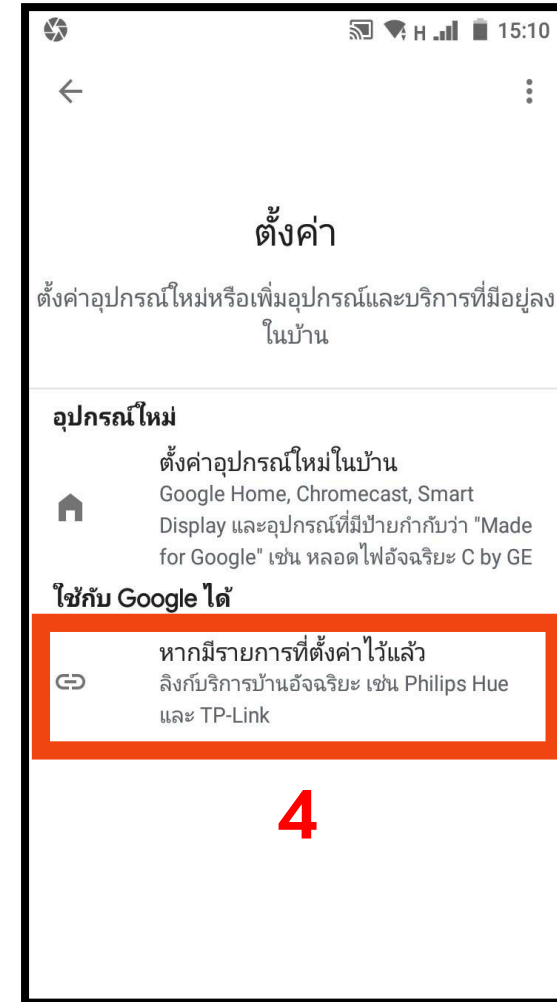 H 15:10
ตั้งค่า
ตั้งค่าอุปกรณ์ใหม่หรือเพิ่มอุปกรณ์และบริการที่มีอยู่ลง
ในบ้าน
อุปกรณ์ใหม่
ตั้งค่าอุปกรณ์ใหม่ในบ้าน
Google Home, Chromecast, Smart
Display และอุปกรณ์ที่มีป้ายกำกับว่า "Made
for Google" เช่น หลอดไฟอัจฉริยะ C by GE
ใช้กับ Google ได้
หากมีรายการที่ตั้งค่าไว้แล้ว
ลิงก์บริการบ้านอัจฉริยะ เช่น Philips Hue
และ TP-Link
4